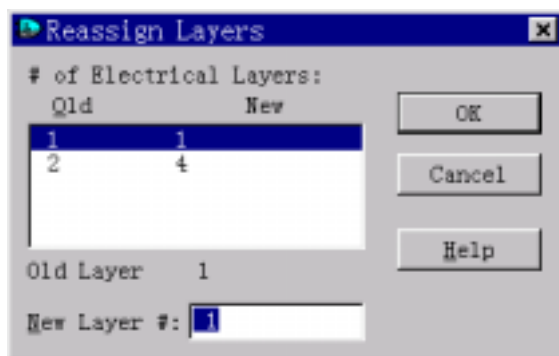 Reassign Layers
# of Electrical Layers:
Old New
1 1
2 4
Old Layer 1
New Layer #: 1
OK
Cancel
Help